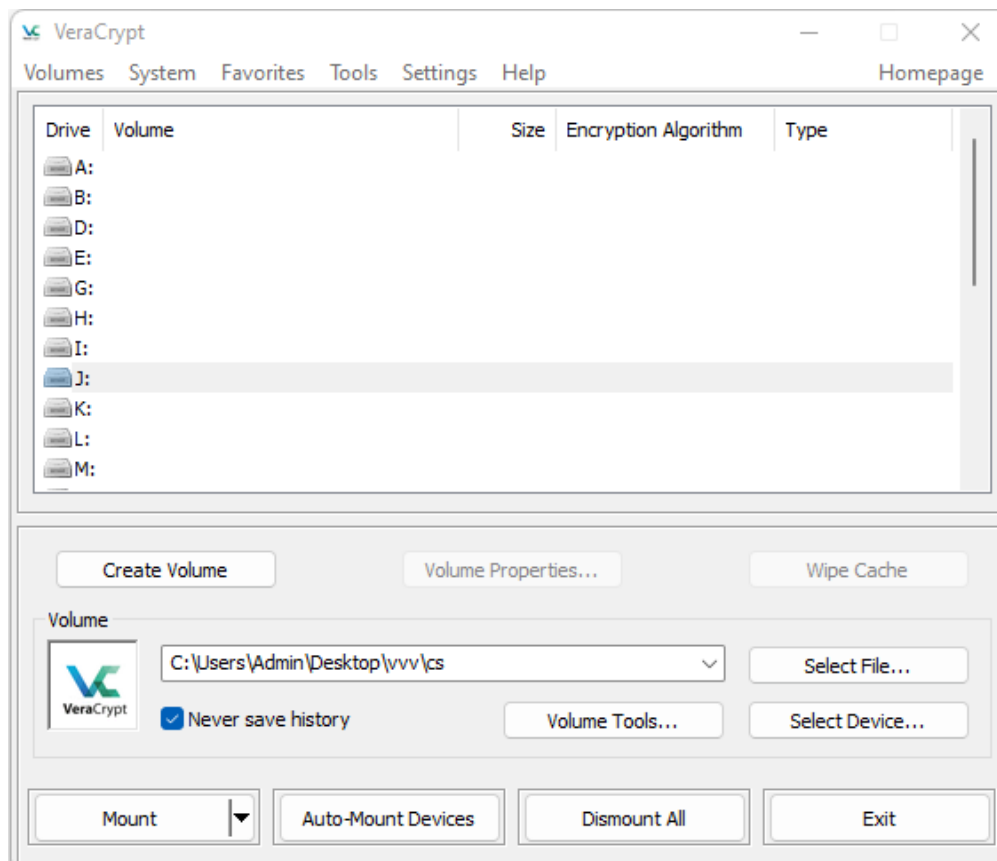 VeraCrypt
Volumes System Favorites Tools Settings Help Homepage
Drive Volume Size Encryption Algorithm Type
A:
B:
D:
E:
G:
H:
I:
J:
K:
L:
M:
Create Volume Volume Properties... Wipe Cache
Volume
C:\Users\Admin\Desktop\vvv\cs Select File...
VeraCrypt
Never save history Volume Tools... Select Device...
Mount Auto-Mount Devices Dismount All Exit